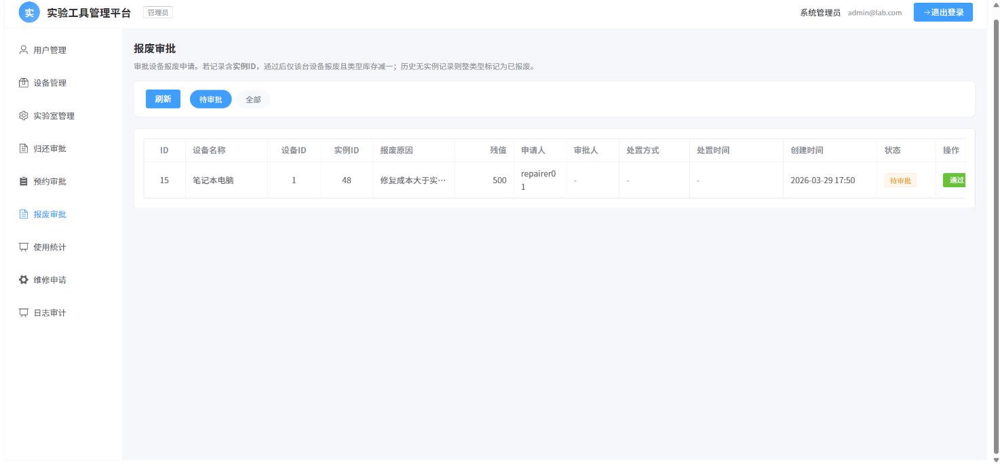 实 实验工具管理平台 管理员 系统管理员 admin@lab.com →退出登录
用户管理
设备管理
实验室管理
归还审批
预约审批
报废审批
使用统计
维修申请
日志审计
报废审批
审批设备报废申请。若记录含实例ID，通过后仅该台设备报废且类型库存减一；历史无实例记录则整类型标记为已报废。
刷新 待审批 全部
ID 设备名称 设备ID 实例ID 报废原因 残值 申请人 审批人 处置方式 处置时间 创建时间 状态 操作
15 笔记本电脑 1 48 修复成本大于实… 500 repairer0 - - - 2026-03-29 17:50 待审批 通过
1